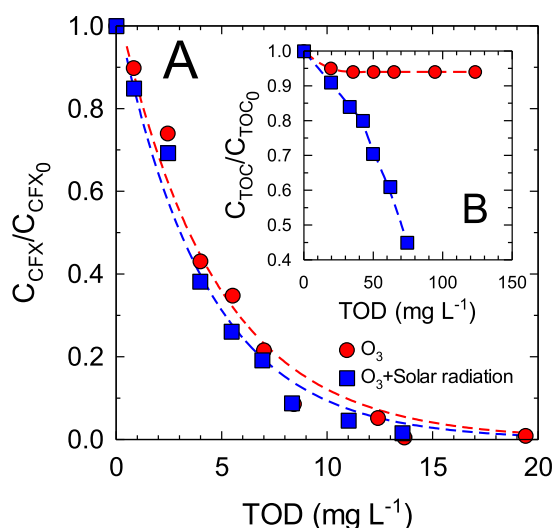 A
1.0
0.8
0.6
0.4
0.2
0.0
C_CFX/C_CFX_0
0
5
10
15
20
TOD (mg L⁻¹)
1.0
0.9
0.8
0.7
0.6
0.5
0.4
C_TOC/C_TOC_0
B
0
50
100
150
TOD (mg L⁻¹)
O₃
O₃+Solar radiation